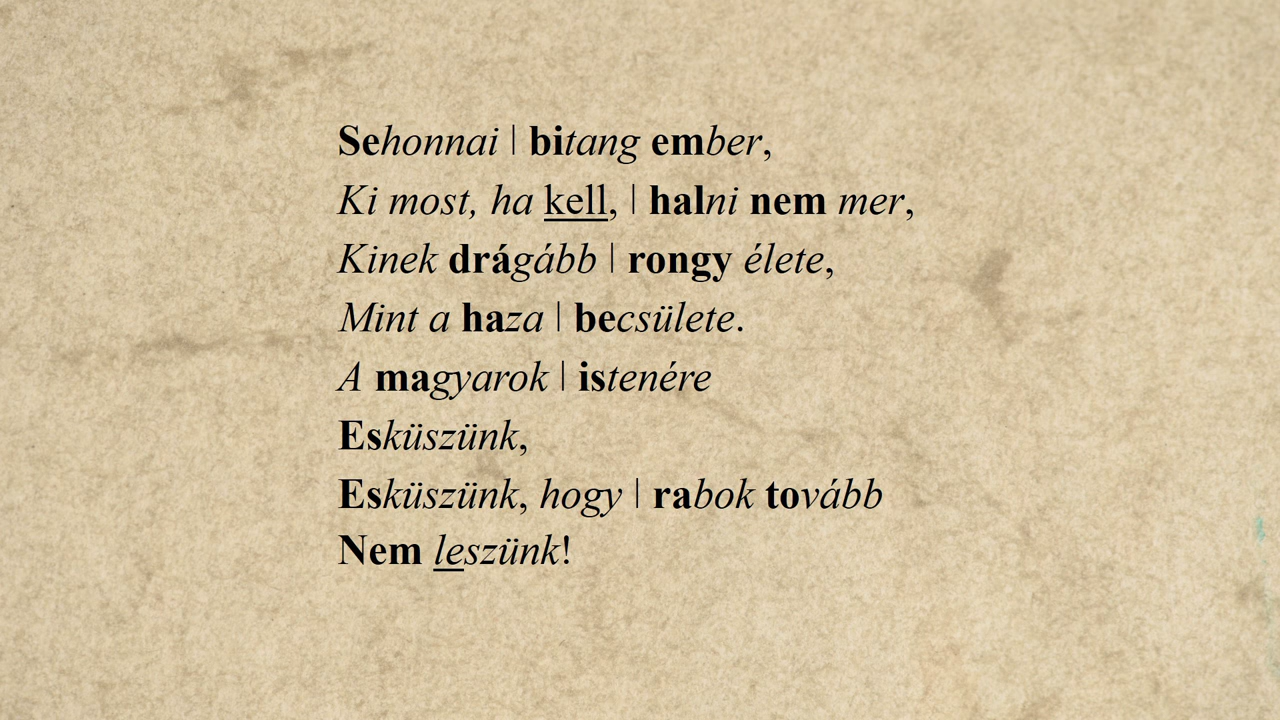 Sehonnai | bitang ember,
Ki most, ha kell, | halni nem mer,
Kinek drágább | rongy élete,
Mint a haza | becsülete.
A magyarok | istenére
Esküszünk,
Esküszünk, hogy | rabok tovább
Nem leszünk!